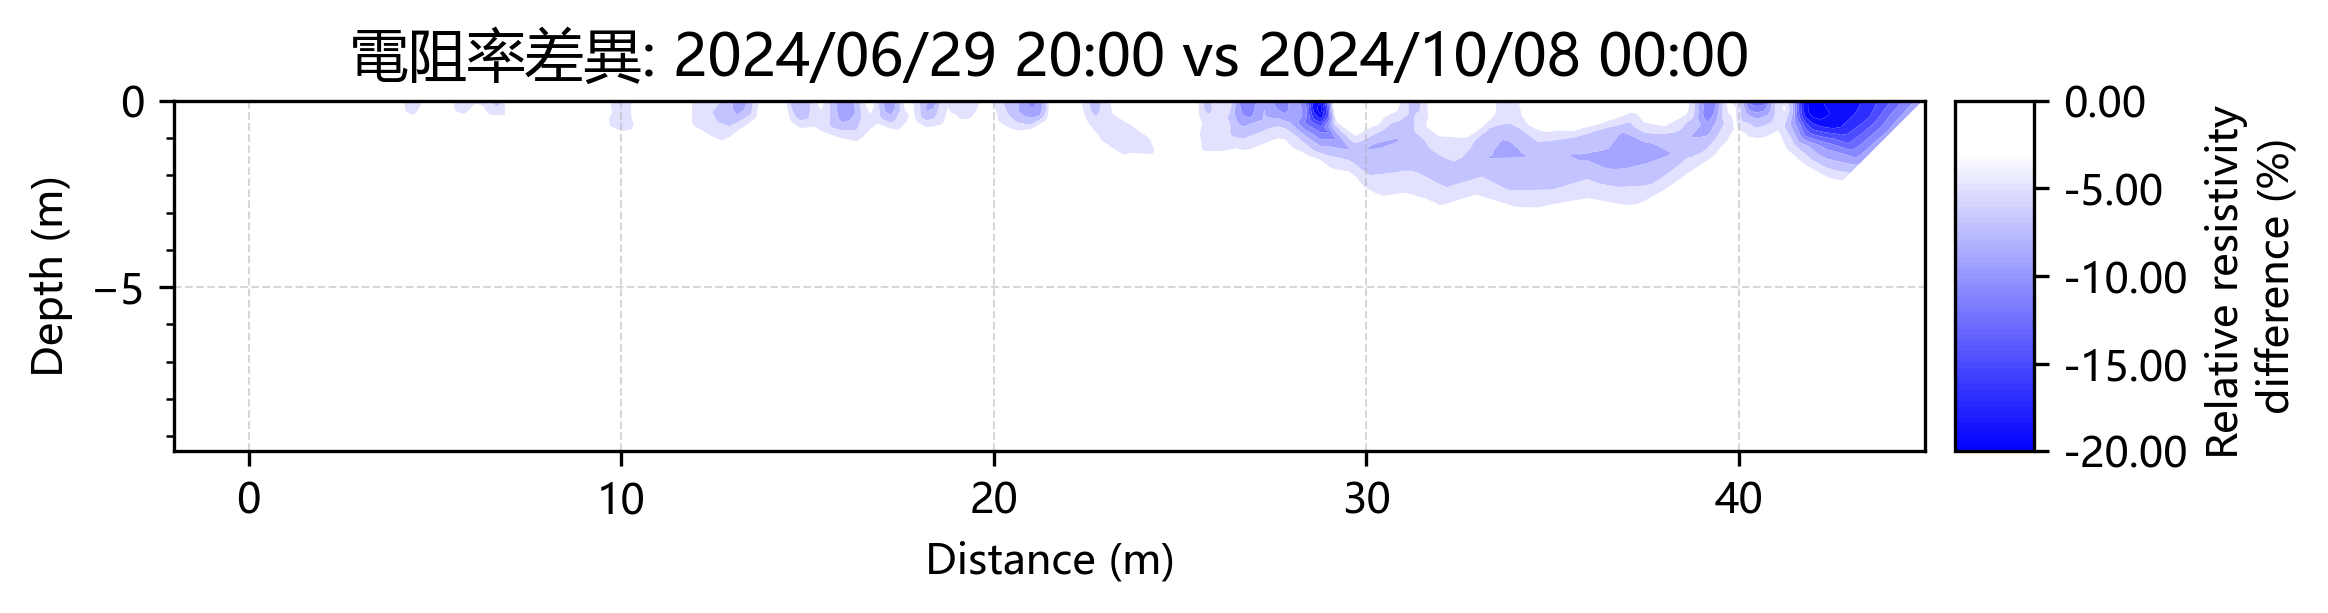 電阻率差異: 2024/06/29 20:00 vs 2024/10/08 00:00
0
−5
Depth (m)
0
10
20
30
40
Distance (m)
0.00
-5.00
-10.00
-15.00
-20.00
Relative resistivity
difference (%)